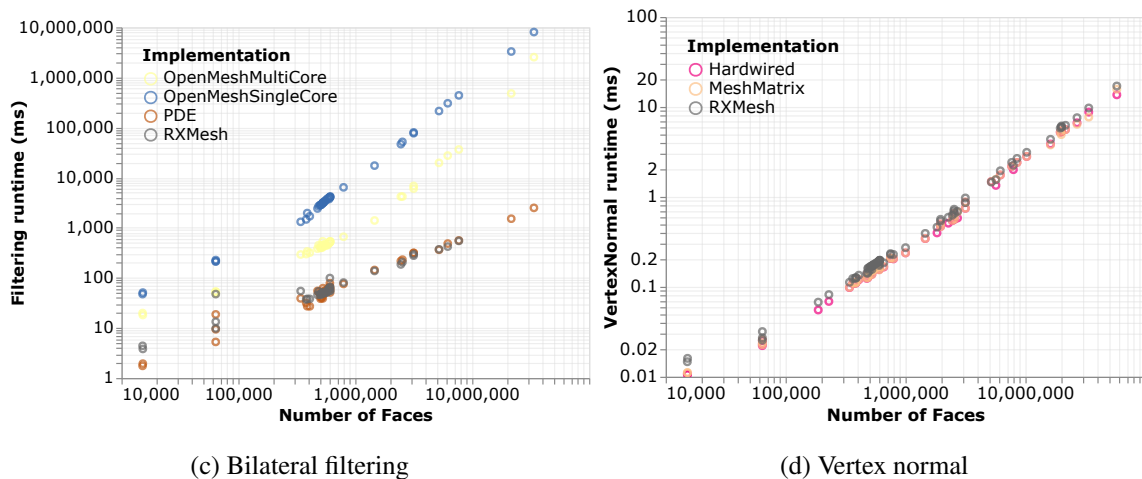 Filtering runtime (ms)
10,000,000
1,000,000
100,000
10,000
1,000
100
10
1
Implementation
OpenMeshMultiCore
OpenMeshSingleCore
PDE
RXMesh
10,000
100,000
1,000,000
10,000,000
Number of Faces
(c) Bilateral filtering
VertexNormal runtime (ms)
100
20
10
2
1
0.2
0.1
0.02
0.01
Implementation
Hardwired
MeshMatrix
RXMesh
10,000
100,000
1,000,000
10,000,000
Number of Faces
(d) Vertex normal